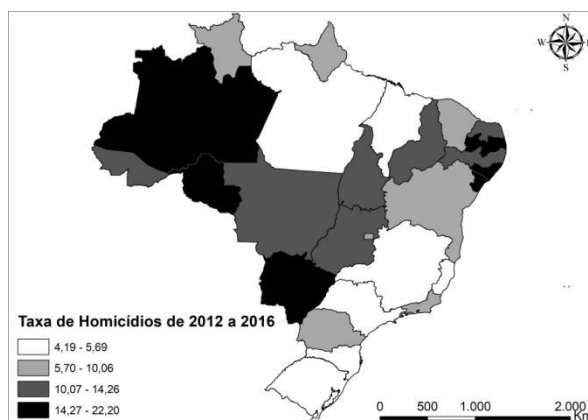 N
W
S
Taxa de Homicídios de 2012 a 2016
4,19 - 5,69
5,70 - 10,06
10,07 - 14,26
14,27 - 22,20
0 500 1.000 2.000
Km